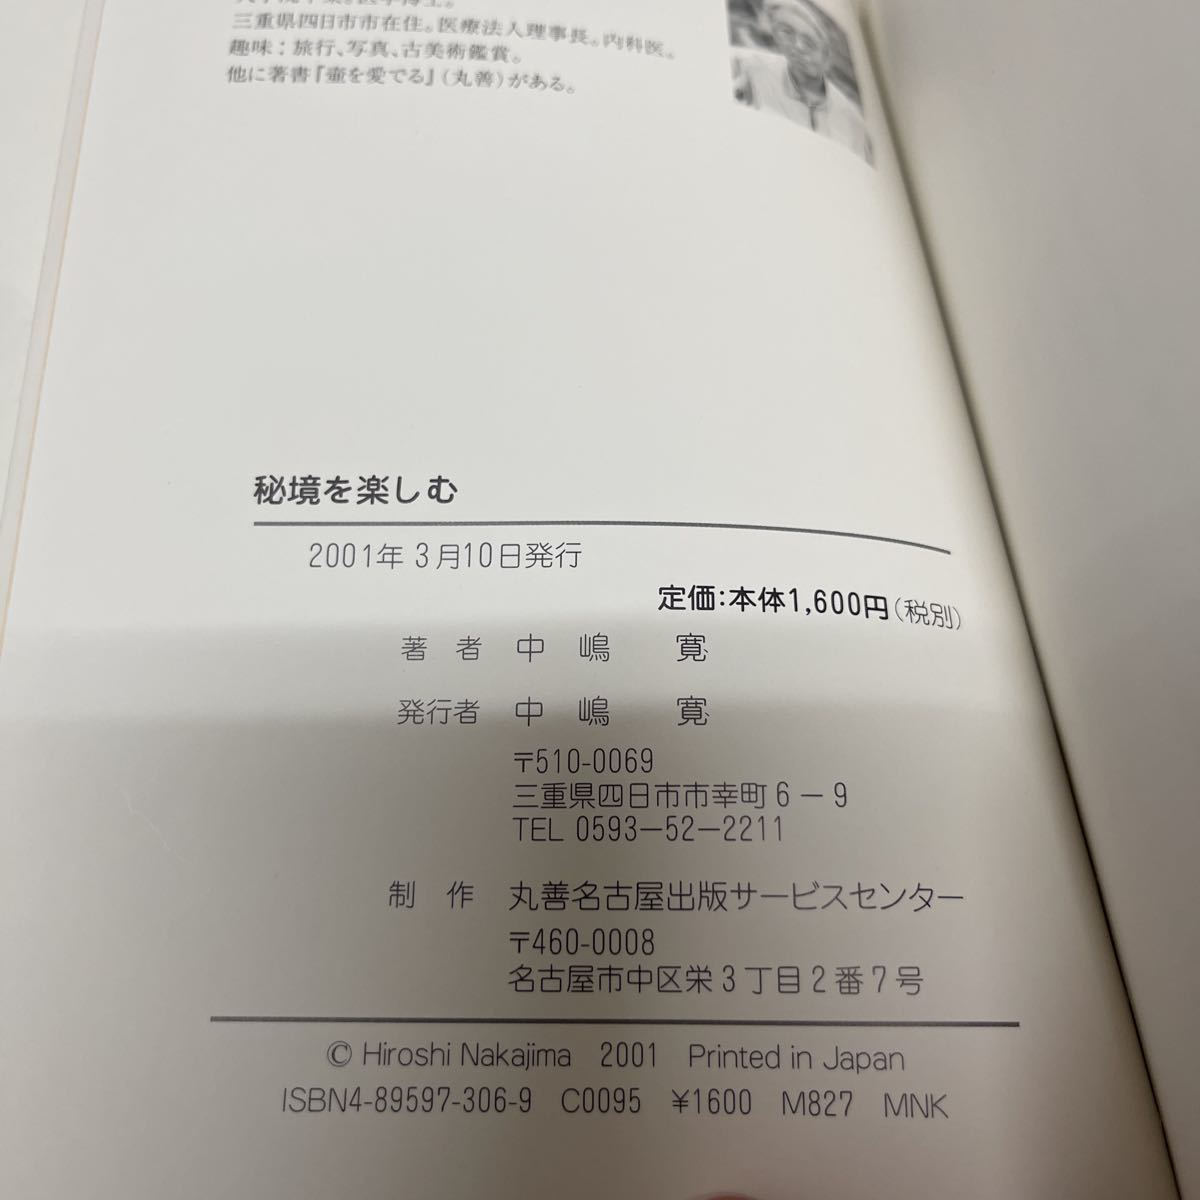 三重県四日市市在住。医療法人理事長。内科医。
趣味：旅行、写真、古美術鑑賞。
他に著書『壷を愛でる』（丸善）がある。
秘境を楽しむ
2001年3月10日発行
定価：本体1,600円（税別）
著者 中嶋 寛
発行者 中嶋 寛
〒510-0069
三重県四日市市幸町6－9
TEL 0593－52－2211
制作 丸善名古屋出版サービスセンター
〒460-0008
名古屋市中区栄3丁目2番7号
© Hiroshi Nakajima 2001 Printed in Japan
ISBN4-89597-306-9 C0095 ¥1600 M827 MNK